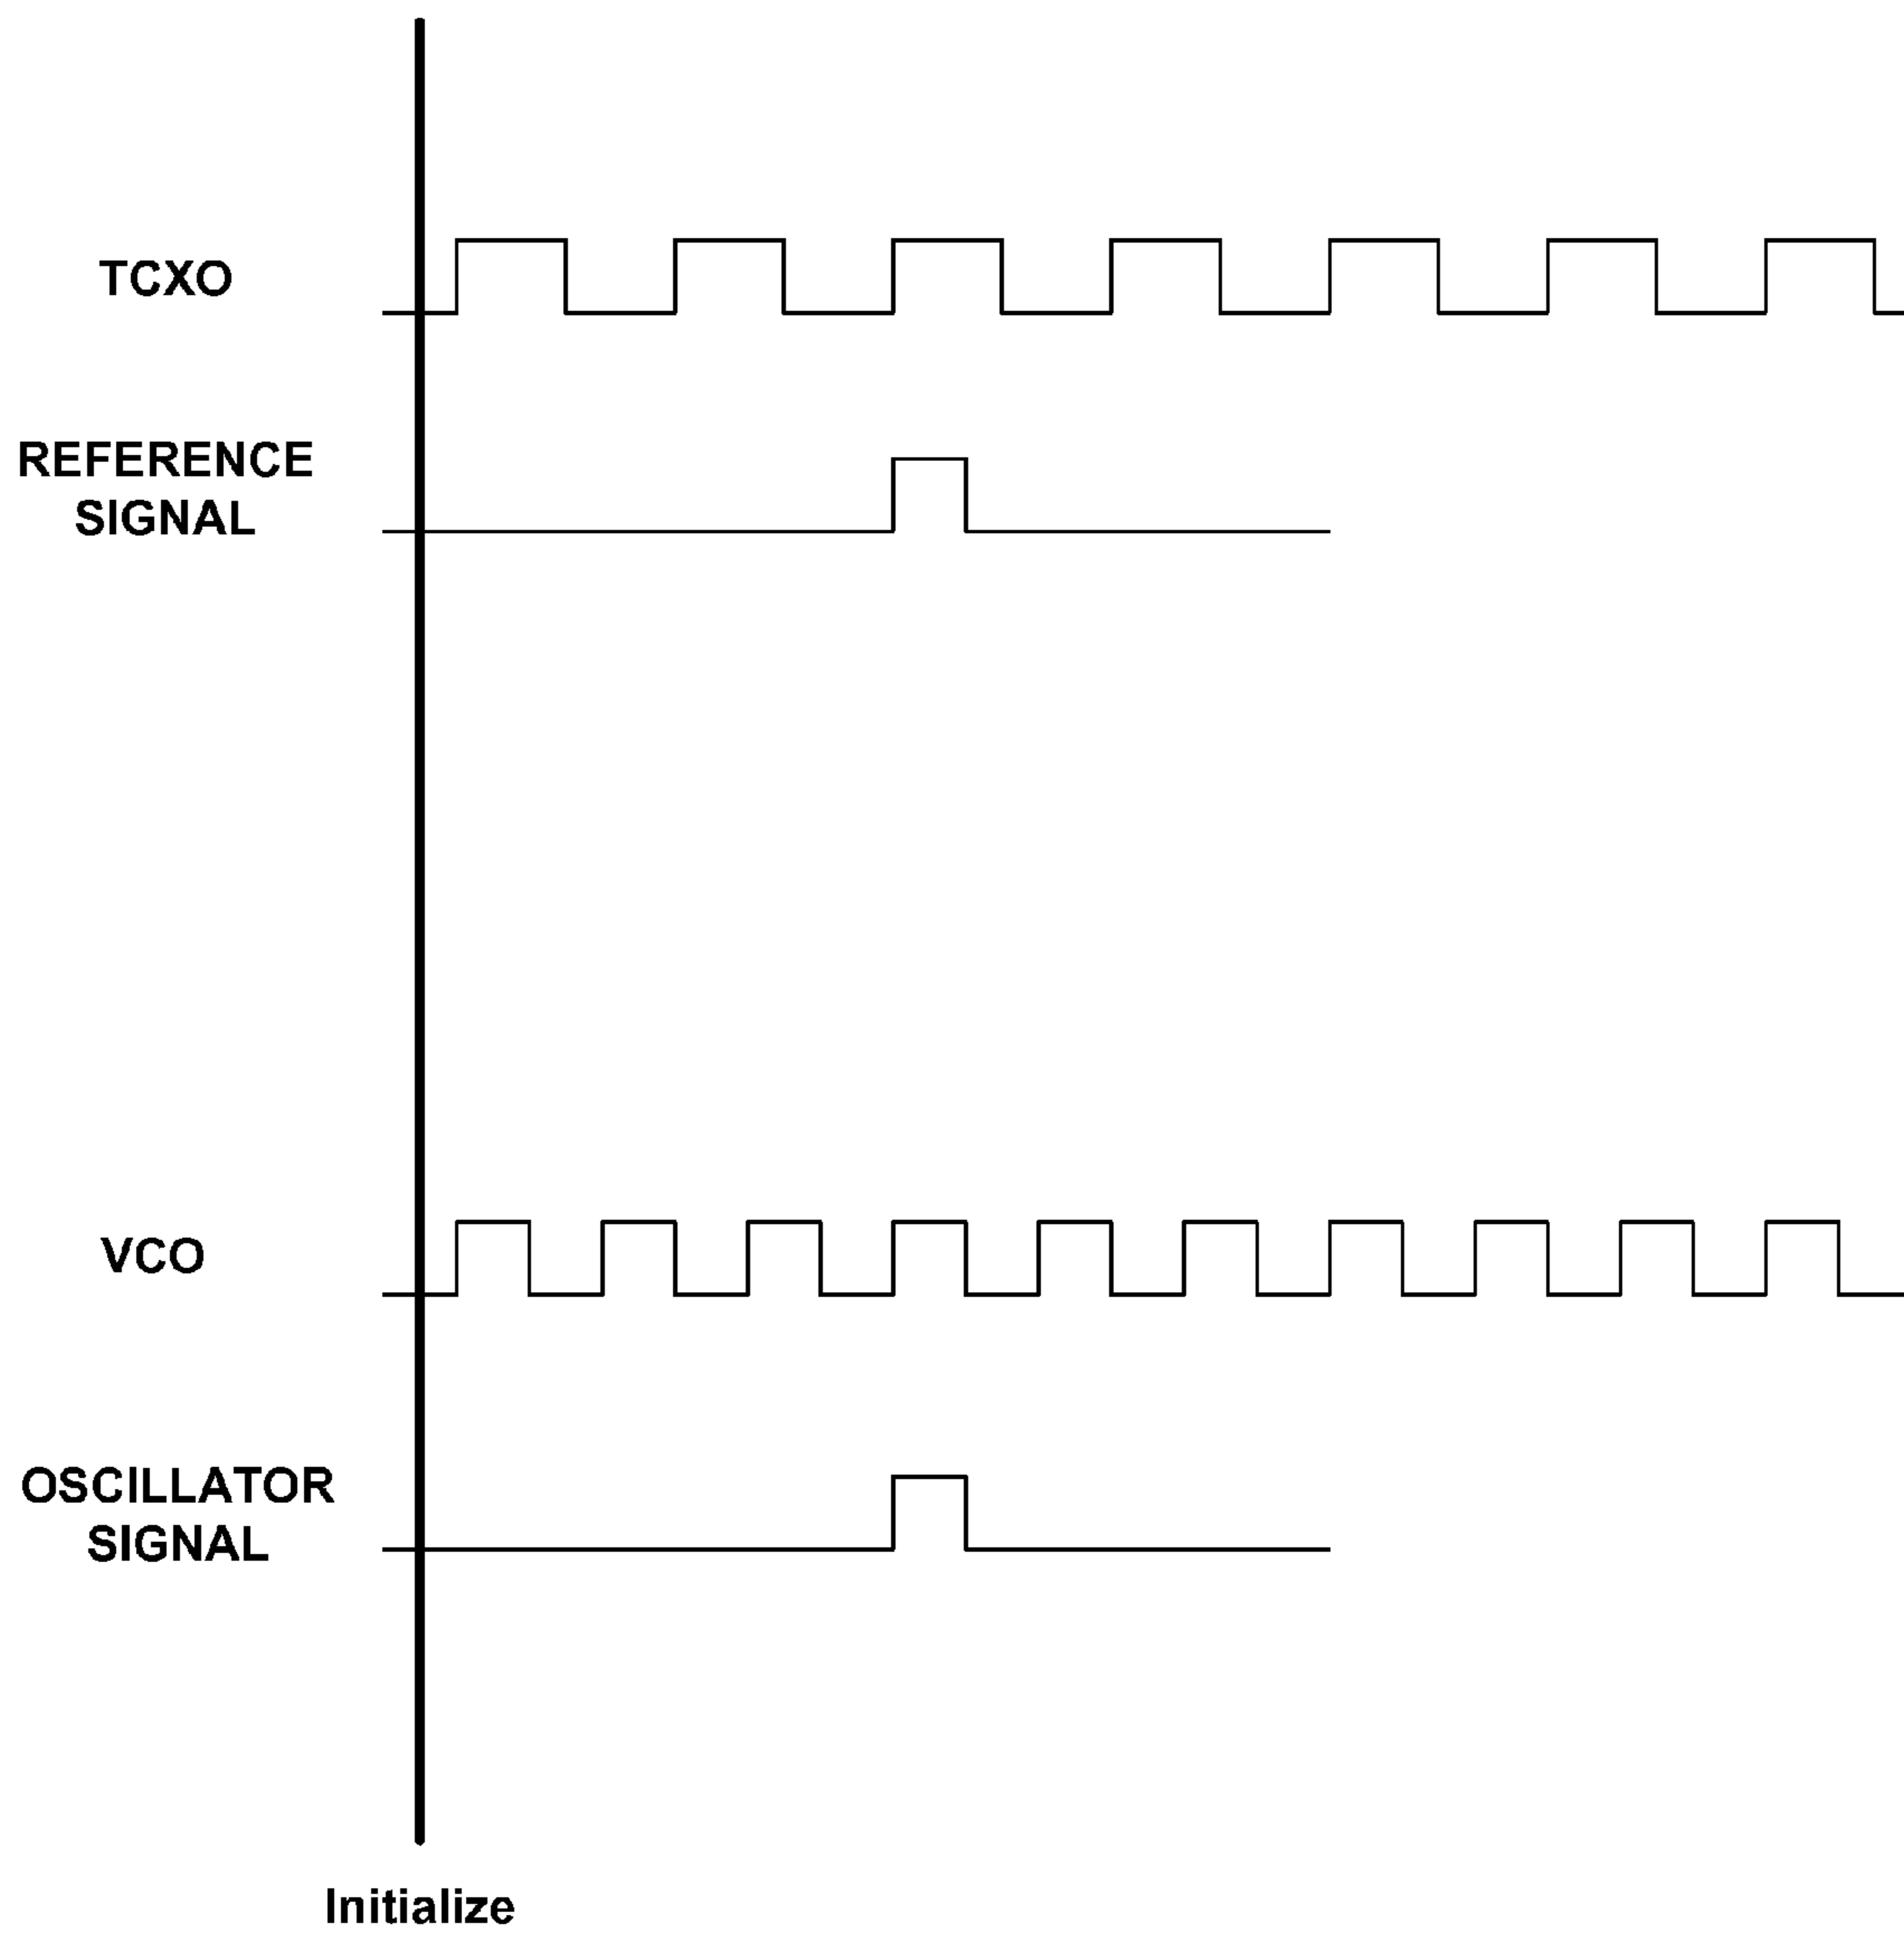 TCXO
REFERENCE
SIGNAL
VCO
OSCILLATOR
SIGNAL
Initialize